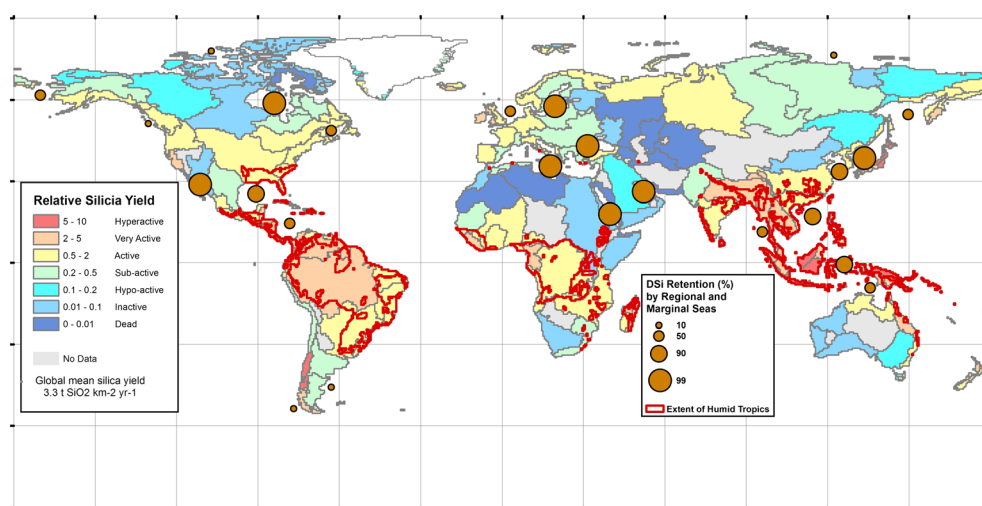 Relative Silicia Yield
5 - 10 Hyperactive
2 - 5 Very Active
0.5 - 2 Active
0.2 - 0.5 Sub-active
0.1 - 0.2 Hypo-active
0.01 - 0.1 Inactive
0 - 0.01 Dead
No Data
Global mean silica yield
3.3 t SiO2 km-2 yr-1
DSi Retention (%)
by Regional and
Marginal Seas
10
50
90
99
Extent of Humid Tropics